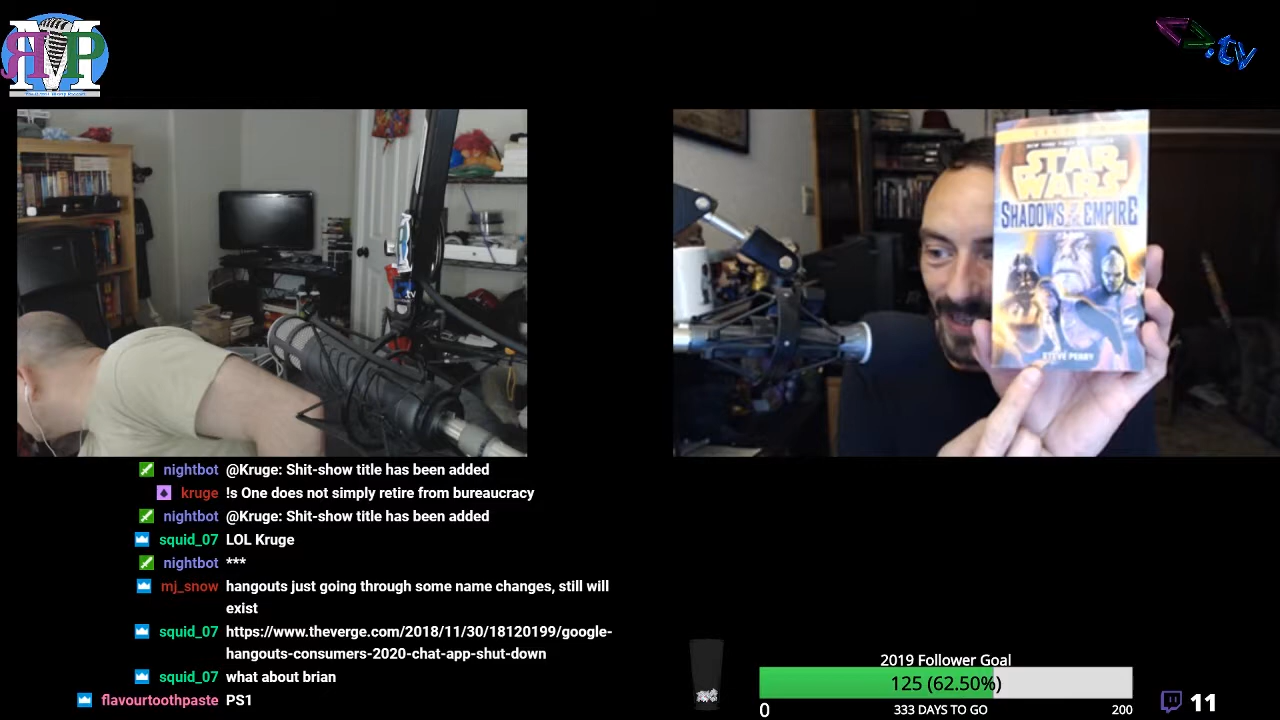 RMP
.tv
STAR
WARS
SHADOWS OF THE EMPIRE
STEVE PERRY
nightbot @Kruge: Shit-show title has been added
kruge !s One does not simply retire from bureaucracy
nightbot @Kruge: Shit-show title has been added
squid_07 LOL Kruge
nightbot ***
mj_snow hangouts just going through some name changes, still will
exist
squid_07 https://www.theverge.com/2018/11/30/18120199/google-
hangouts-consumers-2020-chat-app-shut-down
squid_07 what about brian
flavourtoothpaste PS1
2019 Follower Goal
125 (62.50%)
0 333 DAYS TO GO 200
11